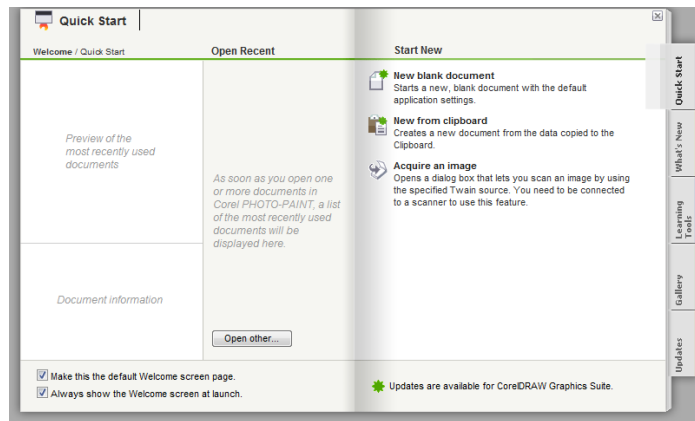 Quick Start
Welcome / Quick Start
Open Recent
Start New
Preview of the
most recently used
documents
Document information
As soon as you open one
or more documents in
Corel PHOTO-PAINT, a list
of the most recently used
documents will be
displayed here.
Open other...
New blank document
Starts a new, blank document with the default
application settings.
New from clipboard
Creates a new document from the data copied to the
Clipboard.
Acquire an image
Opens a dialog box that lets you scan an image by using
the specified Twain source. You need to be connected
to a scanner to use this feature.
Make this the default Welcome screen page.
Always show the Welcome screen at launch.
Updates are available for CorelDRAW Graphics Suite.
Quick Start
What's New
Learning
Tools
Gallery
Updates